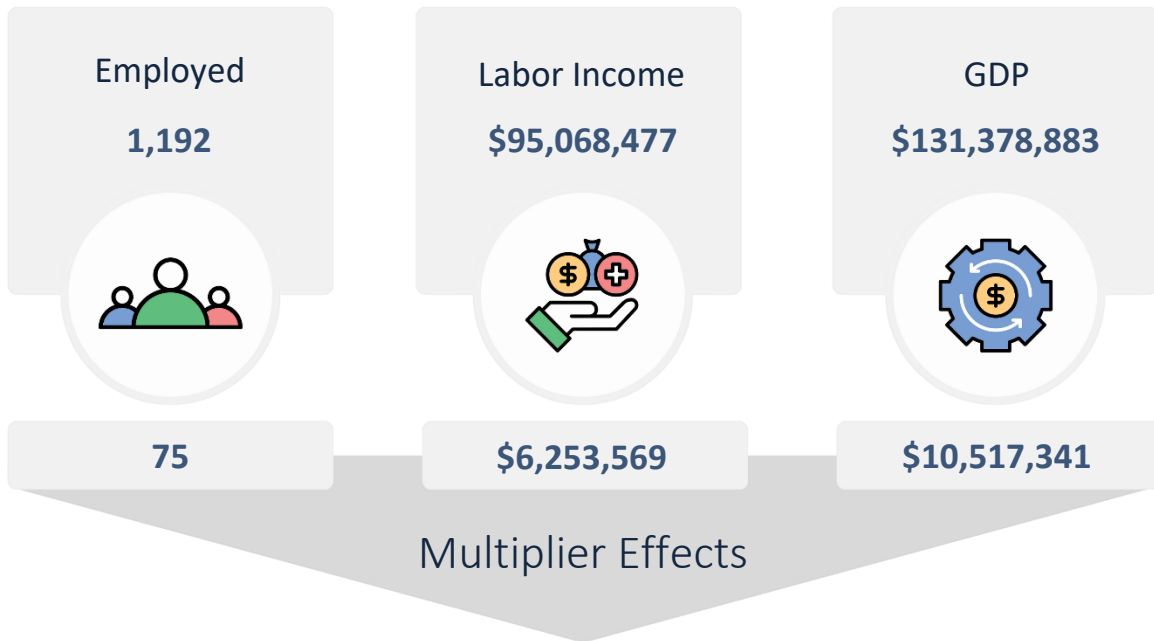 Employed
1,192
Labor Income
$95,068,477
GDP
$131,378,883
75
$6,253,569
$10,517,341
Multiplier Effects